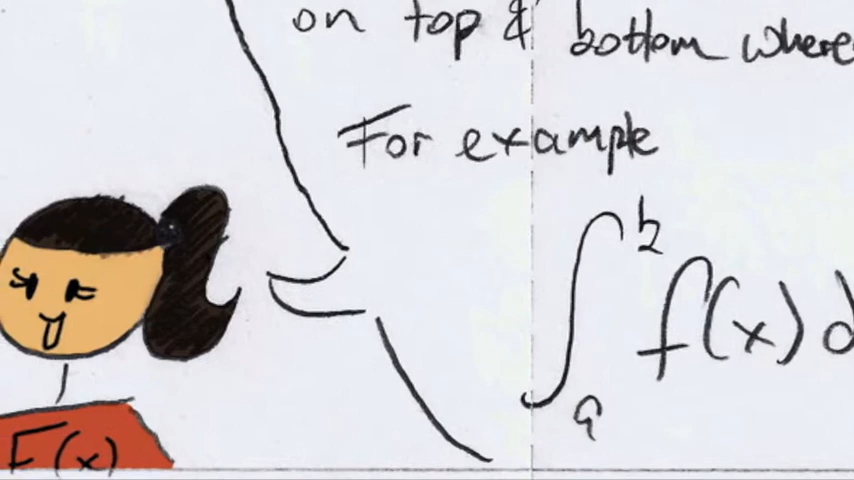 on top & bottom where
For example
∫ₐᵇ f(x) d
F(x)